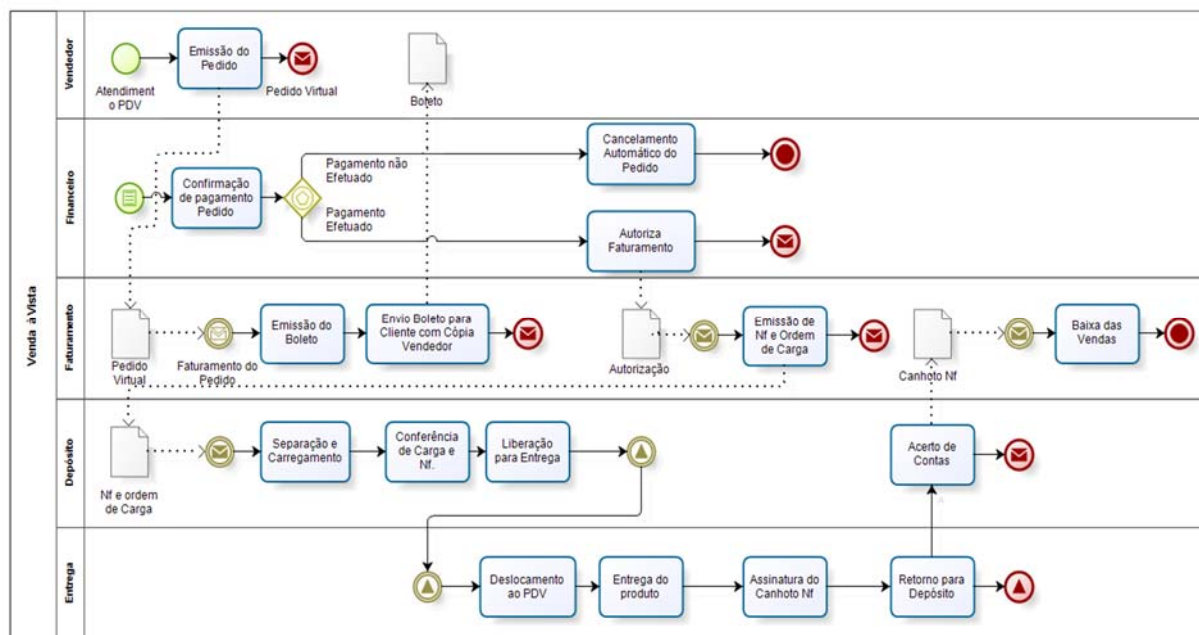 Venda à Vista
Vendedor
Atendiment
o PDV
Emissão do
Pedido
Pedido Virtual
Boleto
Financeiro
Confirmação
de pagamento
Pedido
Pagamento não
Efetuado
Pagamento
Efetuado
Cancelamento
Automático do
Pedido
Autoriza
Faturamento
Faturamento
Pedido
Virtual
Faturamento do
Pedido
Emissão do
Boleto
Envio Boleto para
Cliente com Cópia
Vendedor
Autorização
Emissão de
Nf e Ordem
de Carga
Canhoto Nf
Baixa das
Vendas
Depósito
Nf e ordem
de Carga
Separação e
Carregamento
Conferência
de Carga e
Nf.
Liberação
para Entrega
Acerto de
Contas
Entrega
Deslocamento
ao PDV
Entrega do
produto
Assinatura do
Canhoto Nf
Retorno para
Depósito